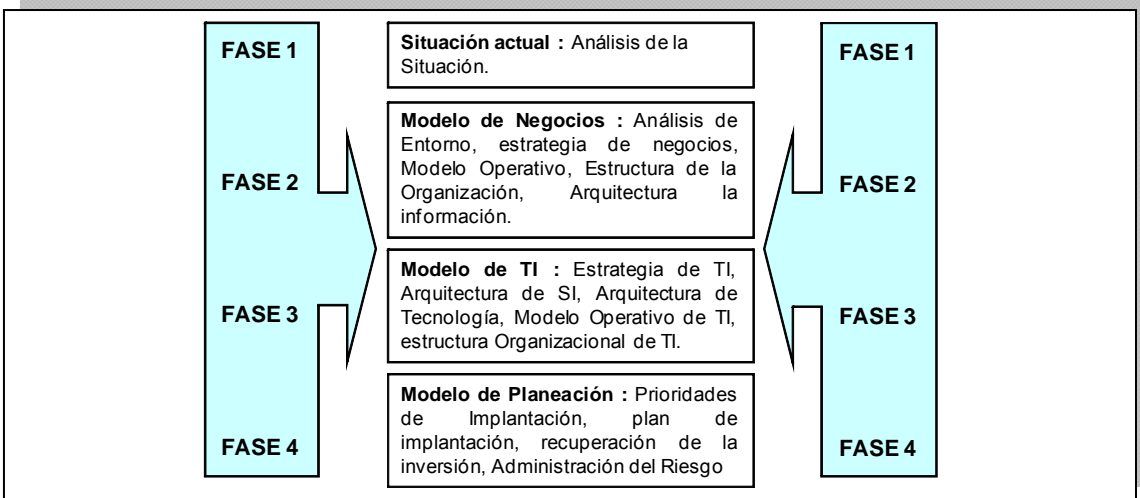 FASE 1
FASE 2
FASE 3
FASE 4
Situación actual : Análisis de la
Situación.
Modelo de Negocios : Análisis de
Entorno, estrategia de negocios,
Modelo Operativo, Estructura de la
Organización, Arquitectura la
información.
Modelo de TI : Estrategia de TI,
Arquitectura de SI, Arquitectura de
Tecnología, Modelo Operativo de TI,
estructura Organizacional de TI.
Modelo de Planeación : Prioridades
de Implantación, plan de
implantación, recuperación de la
inversión, Administración del Riesgo
FASE 1
FASE 2
FASE 3
FASE 4